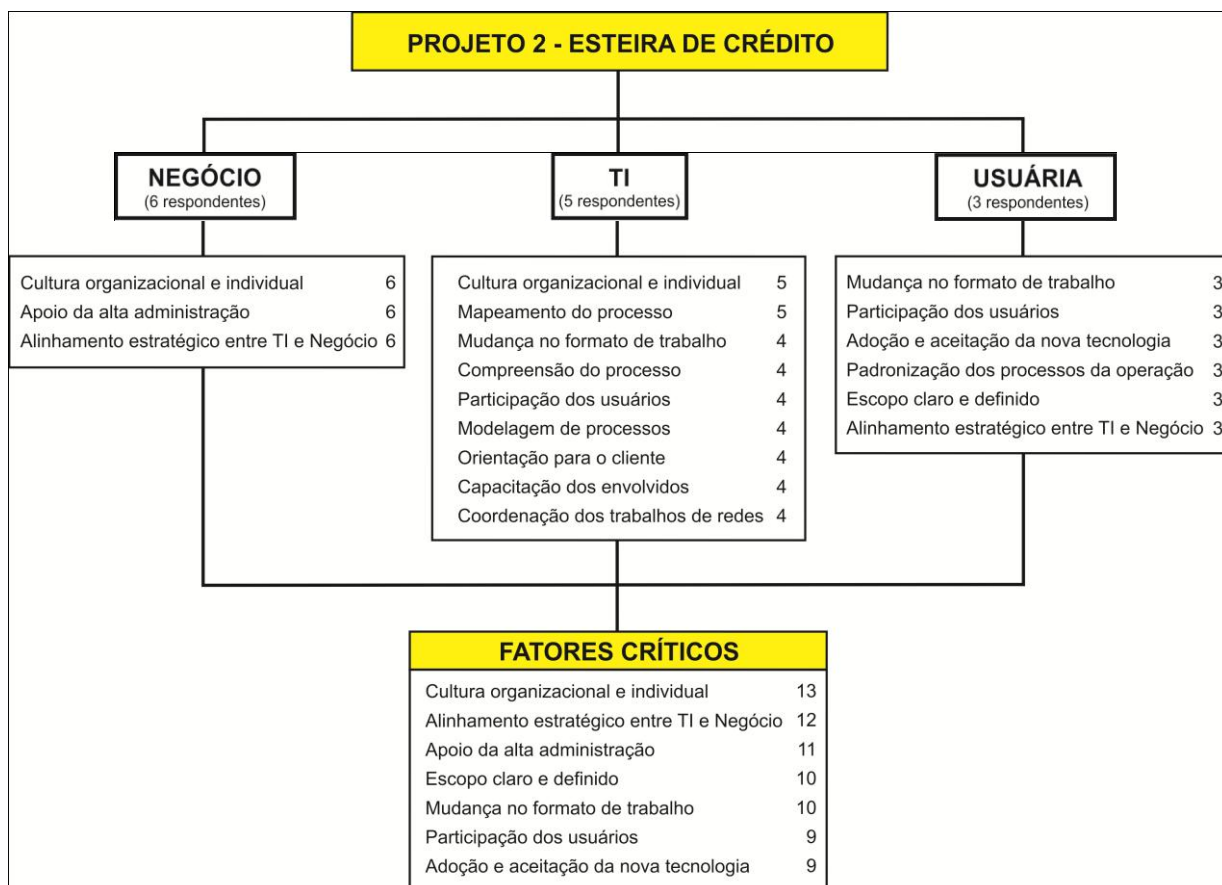 PROJETO 2 - ESTEIRA DE CRÉDITO
NEGÓCIO
(6 respondentes)
TI
(5 respondentes)
USUÁRIA
(3 respondentes)
Cultura organizacional e individual 6
Apoio da alta administração 6
Alinhamento estratégico entre TI e Negócio 6
Cultura organizacional e individual 5
Mapeamento do processo 5
Mudança no formato de trabalho 4
Compreensão do processo 4
Participação dos usuários 4
Modelagem de processos 4
Orientação para o cliente 4
Capacitação dos envolvidos 4
Coordenação dos trabalhos de redes 4
Mudança no formato de trabalho 3
Participação dos usuários 3
Adoção e aceitação da nova tecnologia 3
Padronização dos processos da operação 3
Escopo claro e definido 3
Alinhamento estratégico entre TI e Negócio 3
FATORES CRÍTICOS
Cultura organizacional e individual 13
Alinhamento estratégico entre TI e Negócio 12
Apoio da alta administração 11
Escopo claro e definido 10
Mudança no formato de trabalho 10
Participação dos usuários 9
Adoção e aceitação da nova tecnologia 9